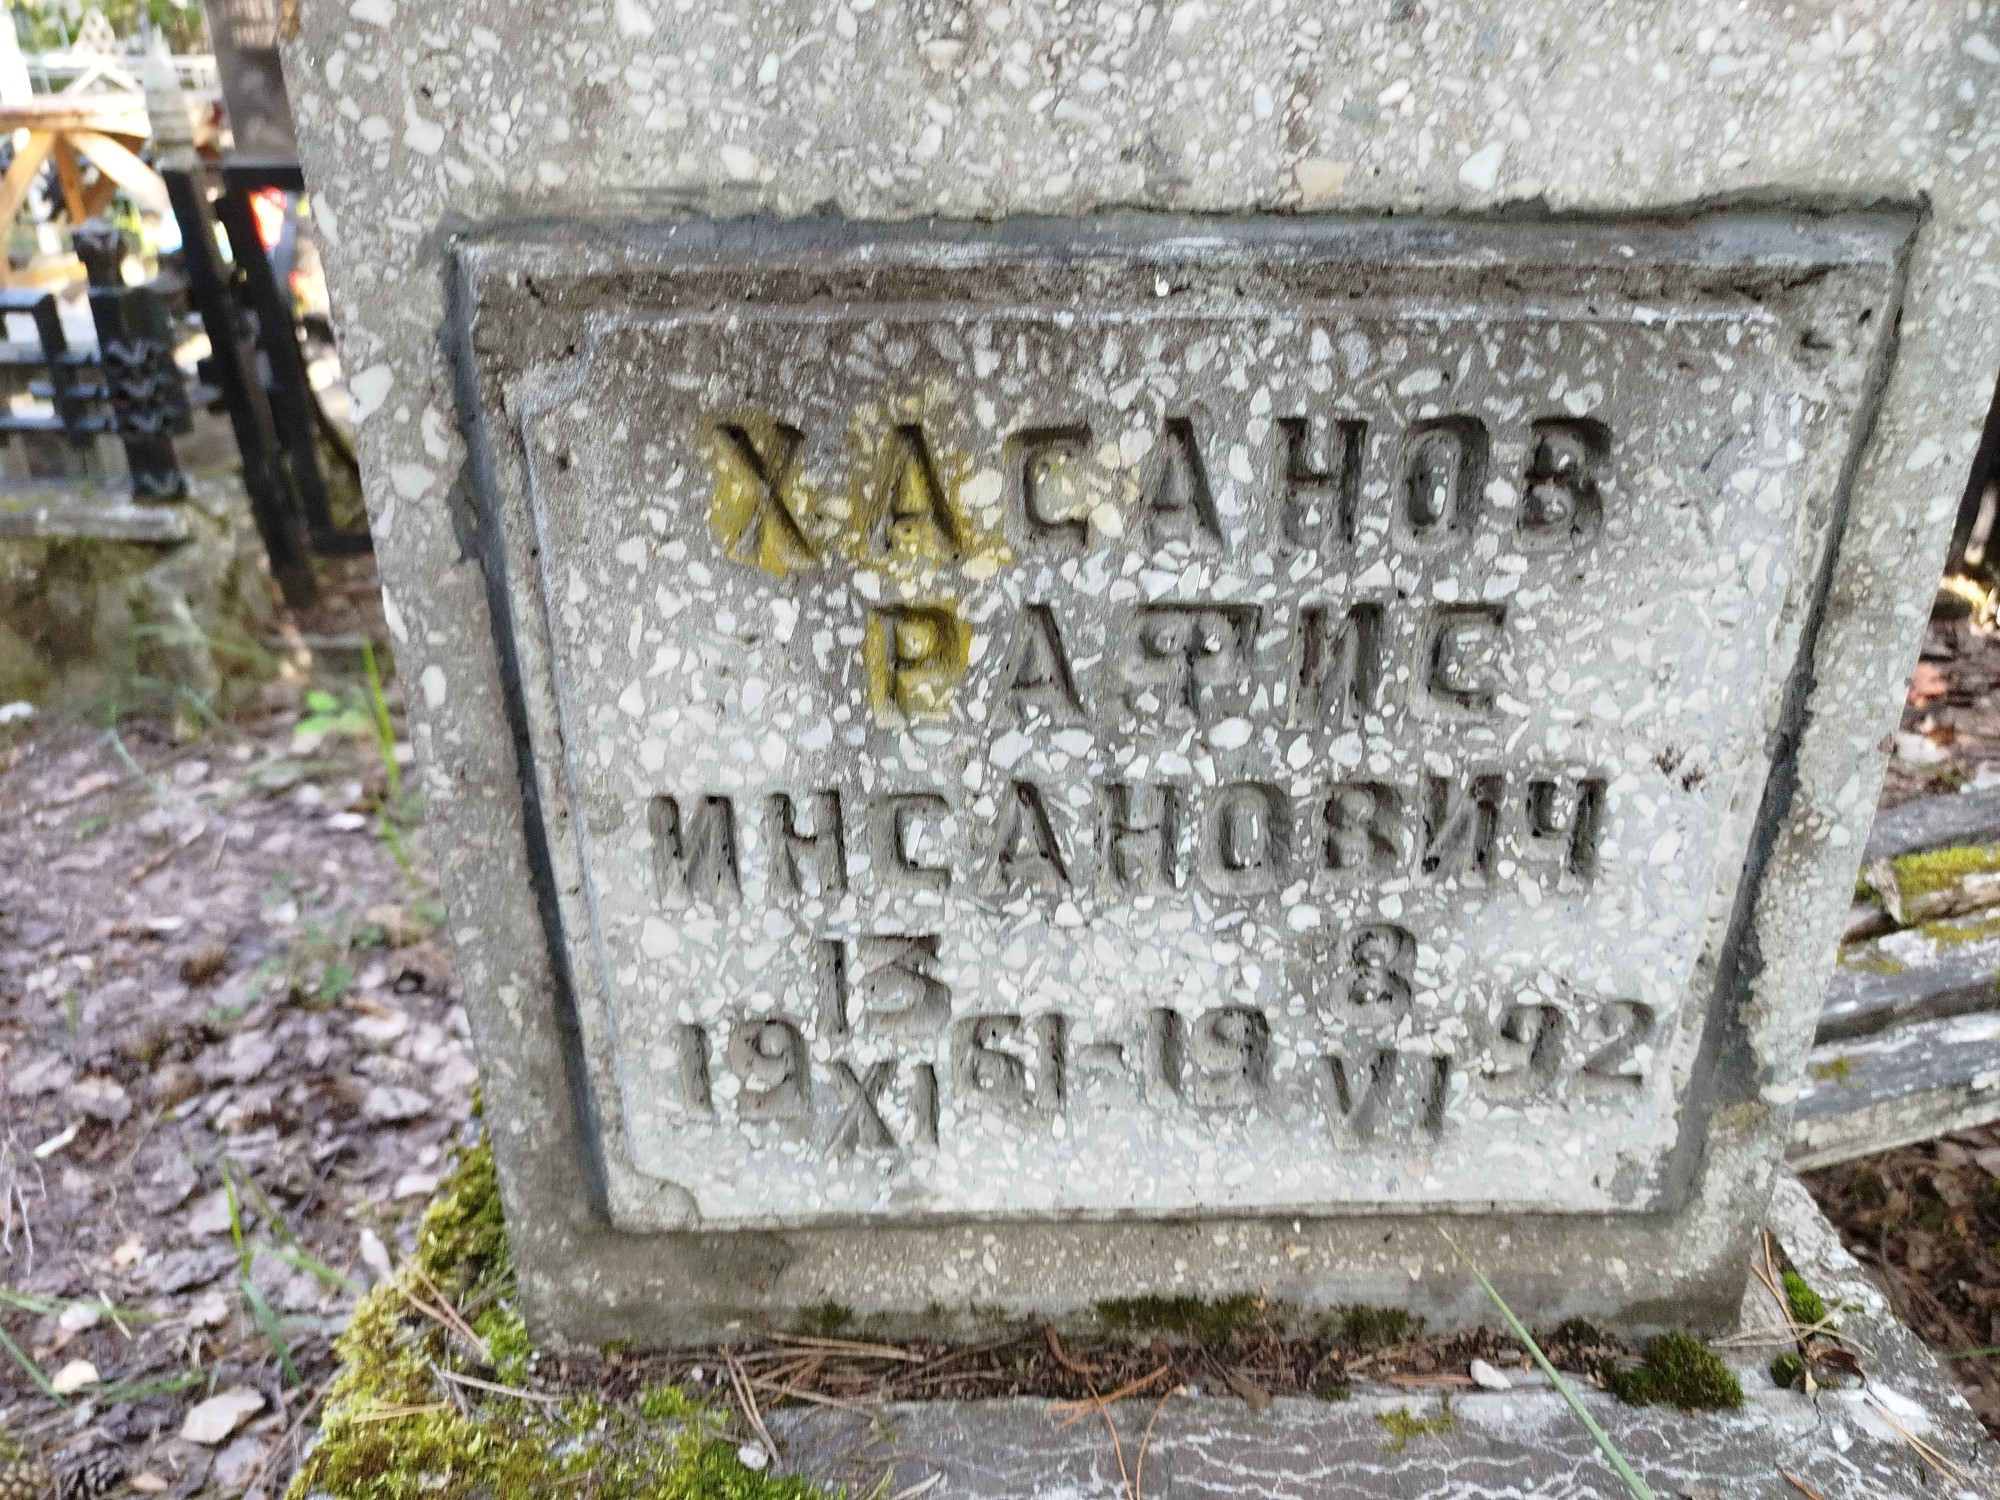 ХАСАНОВ
РАФИС
ИНСАНОВИЧ
19 13/XI 61-19 8/VI 92